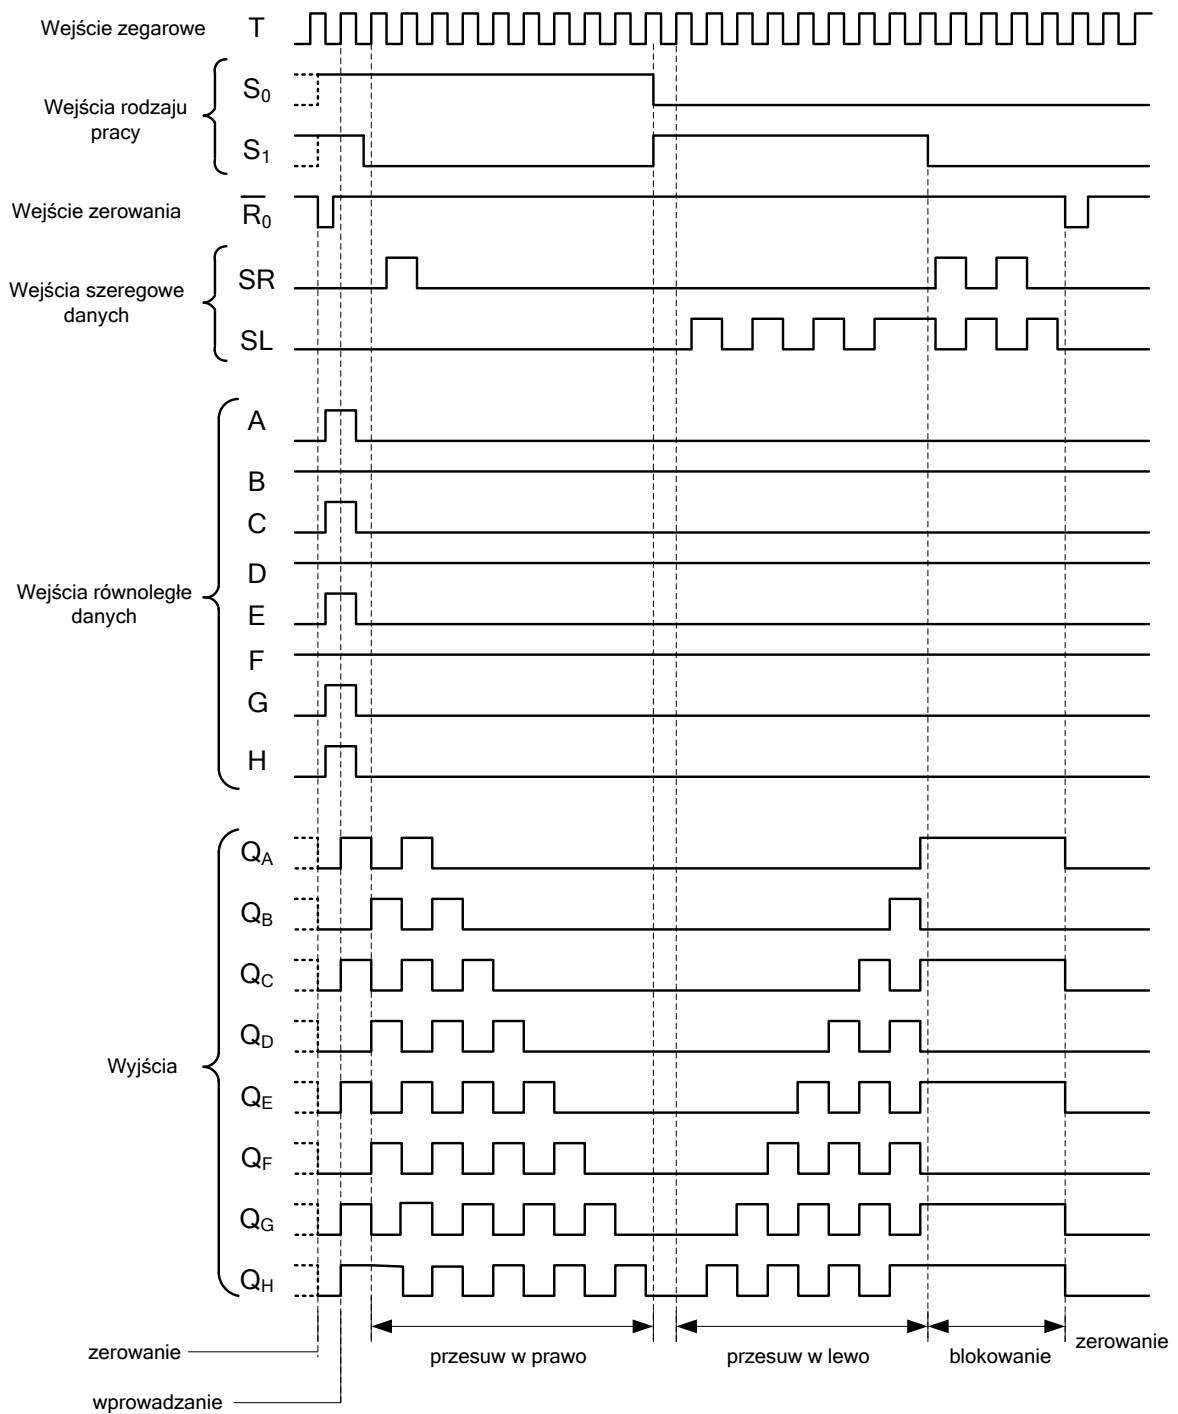 Wejście zegarowe T
Wejścia rodzaju
pracy
S0
S1
Wejście zerowania R̅0
Wejścia szeregowe
danych
SR
SL
Wejścia równoległe
danych
A
B
C
D
E
F
G
H
Wyjścia
QA
QB
QC
QD
QE
QF
QG
QH
zerowanie
przesuw w prawo
przesuw w lewo
blokowanie
zerowanie
wprowadzanie